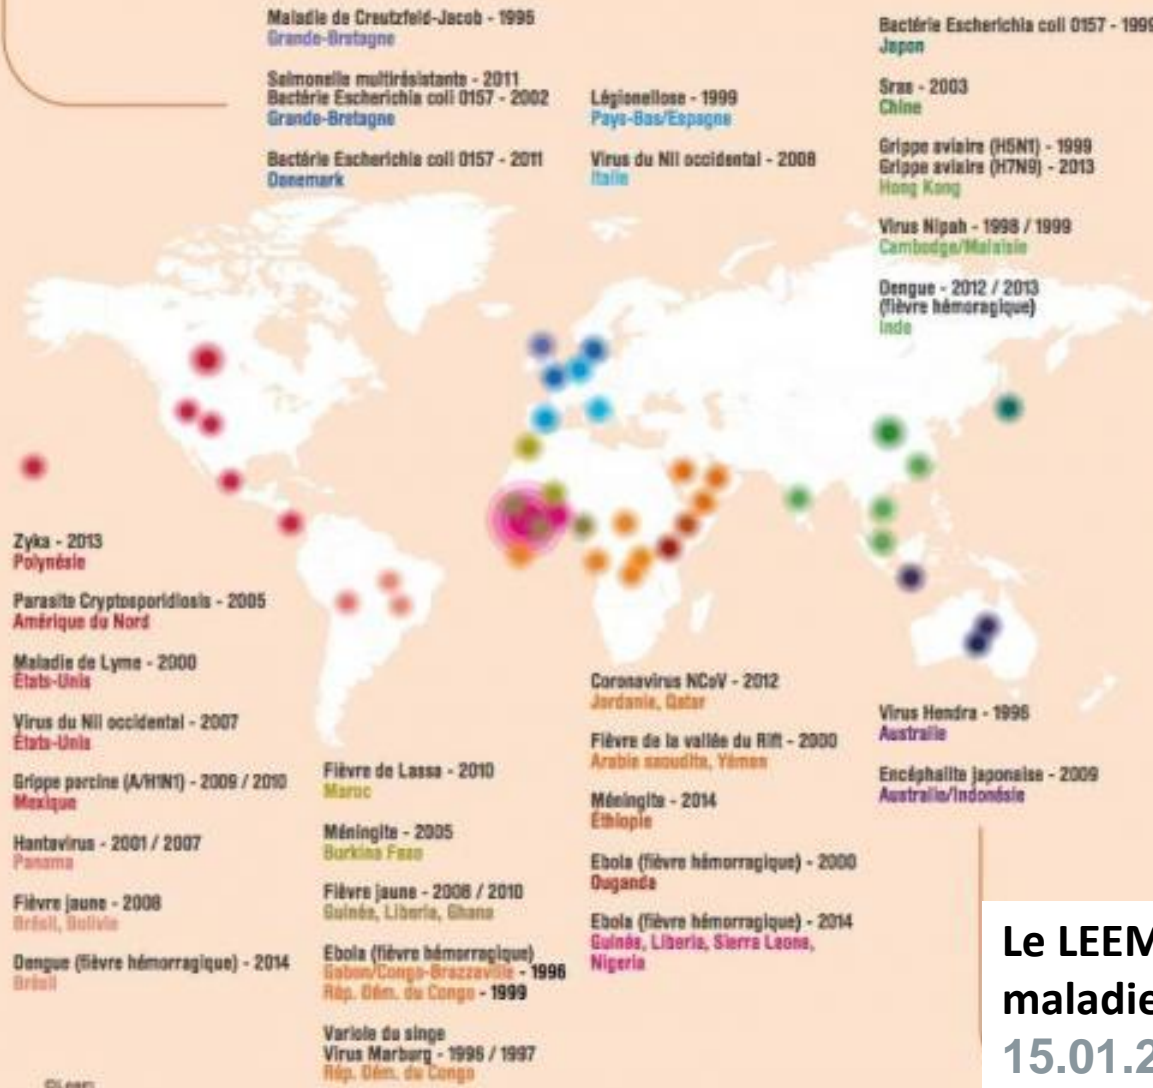 Maladie de Creutzfeld-Jacob - 1996
Grande-Bretagne
Salmonelle multirésistante - 2011
Bactérie Escherichia coli 0157 - 2002
Grande-Bretagne
Bactérie Escherichia coli 0157 - 2011
Danemark
Légionellose - 1999
Pays-Bas/Espagne
Virus du Nil occidental - 2008
Italie
Bactérie Escherichia coli 0157 - 1999
Japon
Sras - 2003
Chine
Grippe aviaire (H5N1) - 1999
Grippe aviaire (H7N9) - 2013
Hong Kong
Virus Nipah - 1998 / 1999
Cambodge/Malaisie
Dengue - 2012 / 2013
(fièvre hémoragique)
Inde
Zyka - 2013
Polynésie
Parasite Cryptosporidiosis - 2005
Amérique du Nord
Maladie de Lyme - 2000
États-Unis
Virus du Nil occidental - 2007
États-Unis
Grippe porcine (A/H1N1) - 2009 / 2010
Mexique
Hantavirus - 2001 / 2007
Panama
Fièvre jaune - 2008
Brésil, Bolivie
Dengue (fièvre hémorragique) - 2014
Brésil
Fièvre de Lassa - 2010
Maroc
Méningite - 2005
Burkina Faso
Fièvre jaune - 2008 / 2010
Guinée, Liberia, Ghana
Ebola (fièvre hémorragique)
Gabon/Congo-Brazzaville - 1996
Rép. Dém. du Congo - 1999
Variole du singe
Virus Marburg - 1996 / 1997
Rép. Dém. du Congo
Coronavirus NCoV - 2012
Jordanie, Qatar
Fièvre de la vallée du Rift - 2000
Arabie saoudite, Yémen
Méningite - 2014
Éthiopie
Ebola (fièvre hémorragique) - 2000
Ouganda
Ebola (fièvre hémorragique) - 2014
Guinée, Liberia, Sierra Leone,
Nigeria
Virus Hendra - 1996
Australie
Encéphalite japonaise - 2009
Australie/Indonésie
Le LEEM
maladie
15.01.2